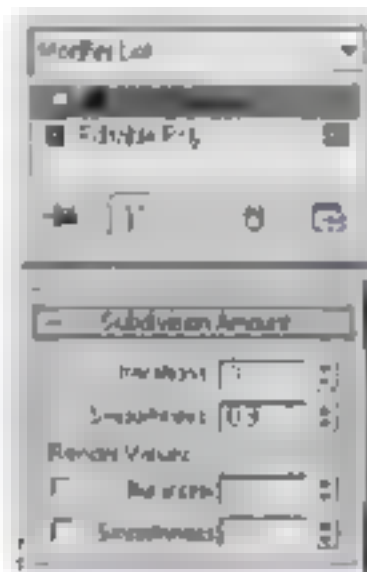 Modifier List
Editable Poly
Subdivision Amount
Iterations
Smoothness
Render Values
Iterations
Smoothness